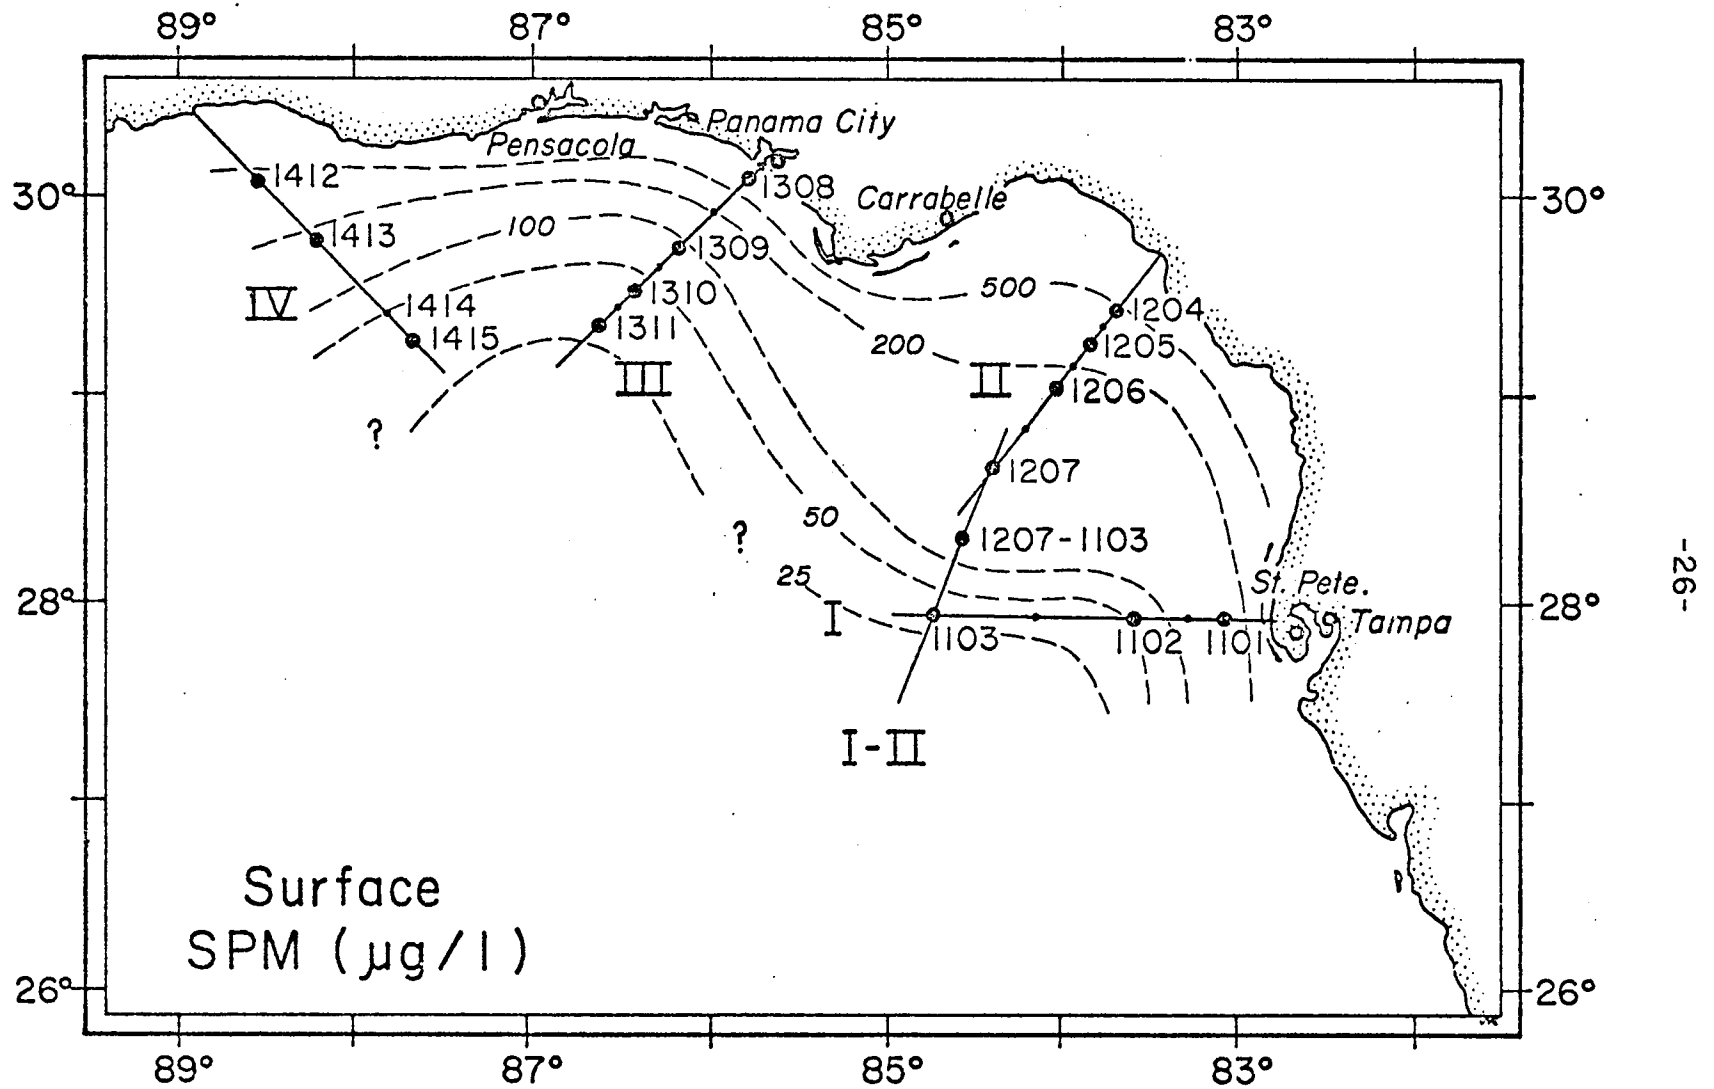 89° 87° 85° 83°
Panama City
Pensacola
1412
1308
30°
Carrabelle
30°
1413
100
1309
500
IV
1414
1310
1204
1415
1311
200
1205
III
II
1206
?
1207
50
?
1207-1103
-26-
25
St. Pete.
28°
I
28°
1103
1102
1101
Tampa
I-II
Surface
SPM (µg/l)
26°
26°
89° 87° 85° 83°